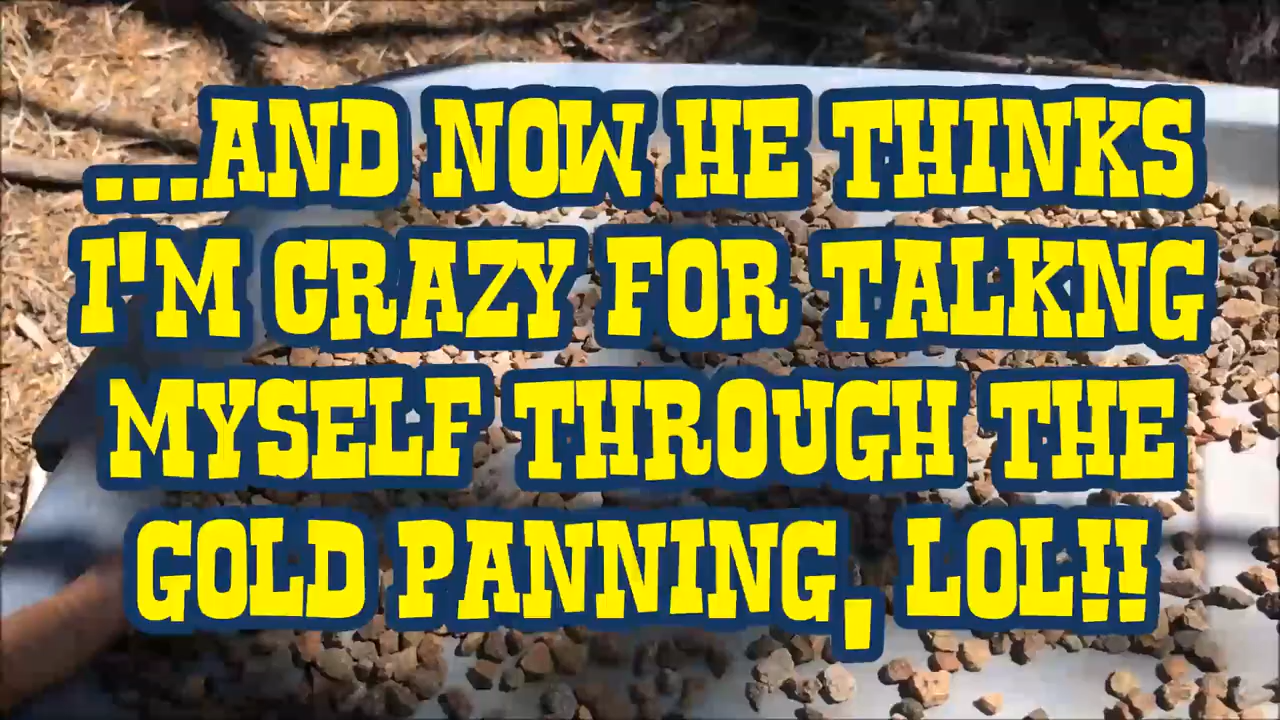 ...AND NOW HE THINKS
I'M CRAZY FOR TALKNG
MYSELF THROUGH THE
GOLD PANNING, LOL!!